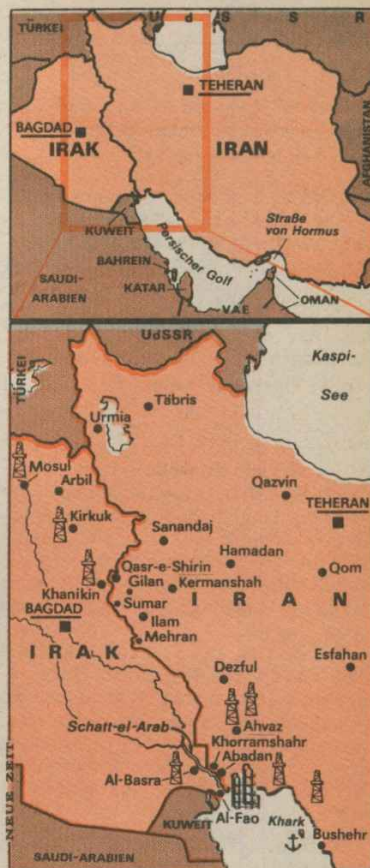 TÜRKEI
U d S S R
TEHERAN
BAGDAD
IRAK
IRAN
AFGHANISTAN
KUWEIT
Persischer Golf
Straße
von Hormus
BAHREIN
KATAR
SAUDI-
ARABIEN
VAE
OMAN
UdSSR
TÜRKEI
Kaspi-
See
Täbris
Urmia
Mosul
Arbil
Qazvin
TEHERAN
Kirkuk
Sanandaj
Hamadan
Qasr-e-Shirin
Gilan
Kermanshah
Qom
Khanikin
BAGDAD
Sumar
I R A N
Ilam
Mehran
I R A K
Esfahan
Dezful
Schatt-el-Arab
Ahvaz
Khorramshahr
Abadan
Al-Basra
Al-Fao
KUWEIT
Khark
Bushehr
SAUDI-ARABIEN
NEUE ZEIT